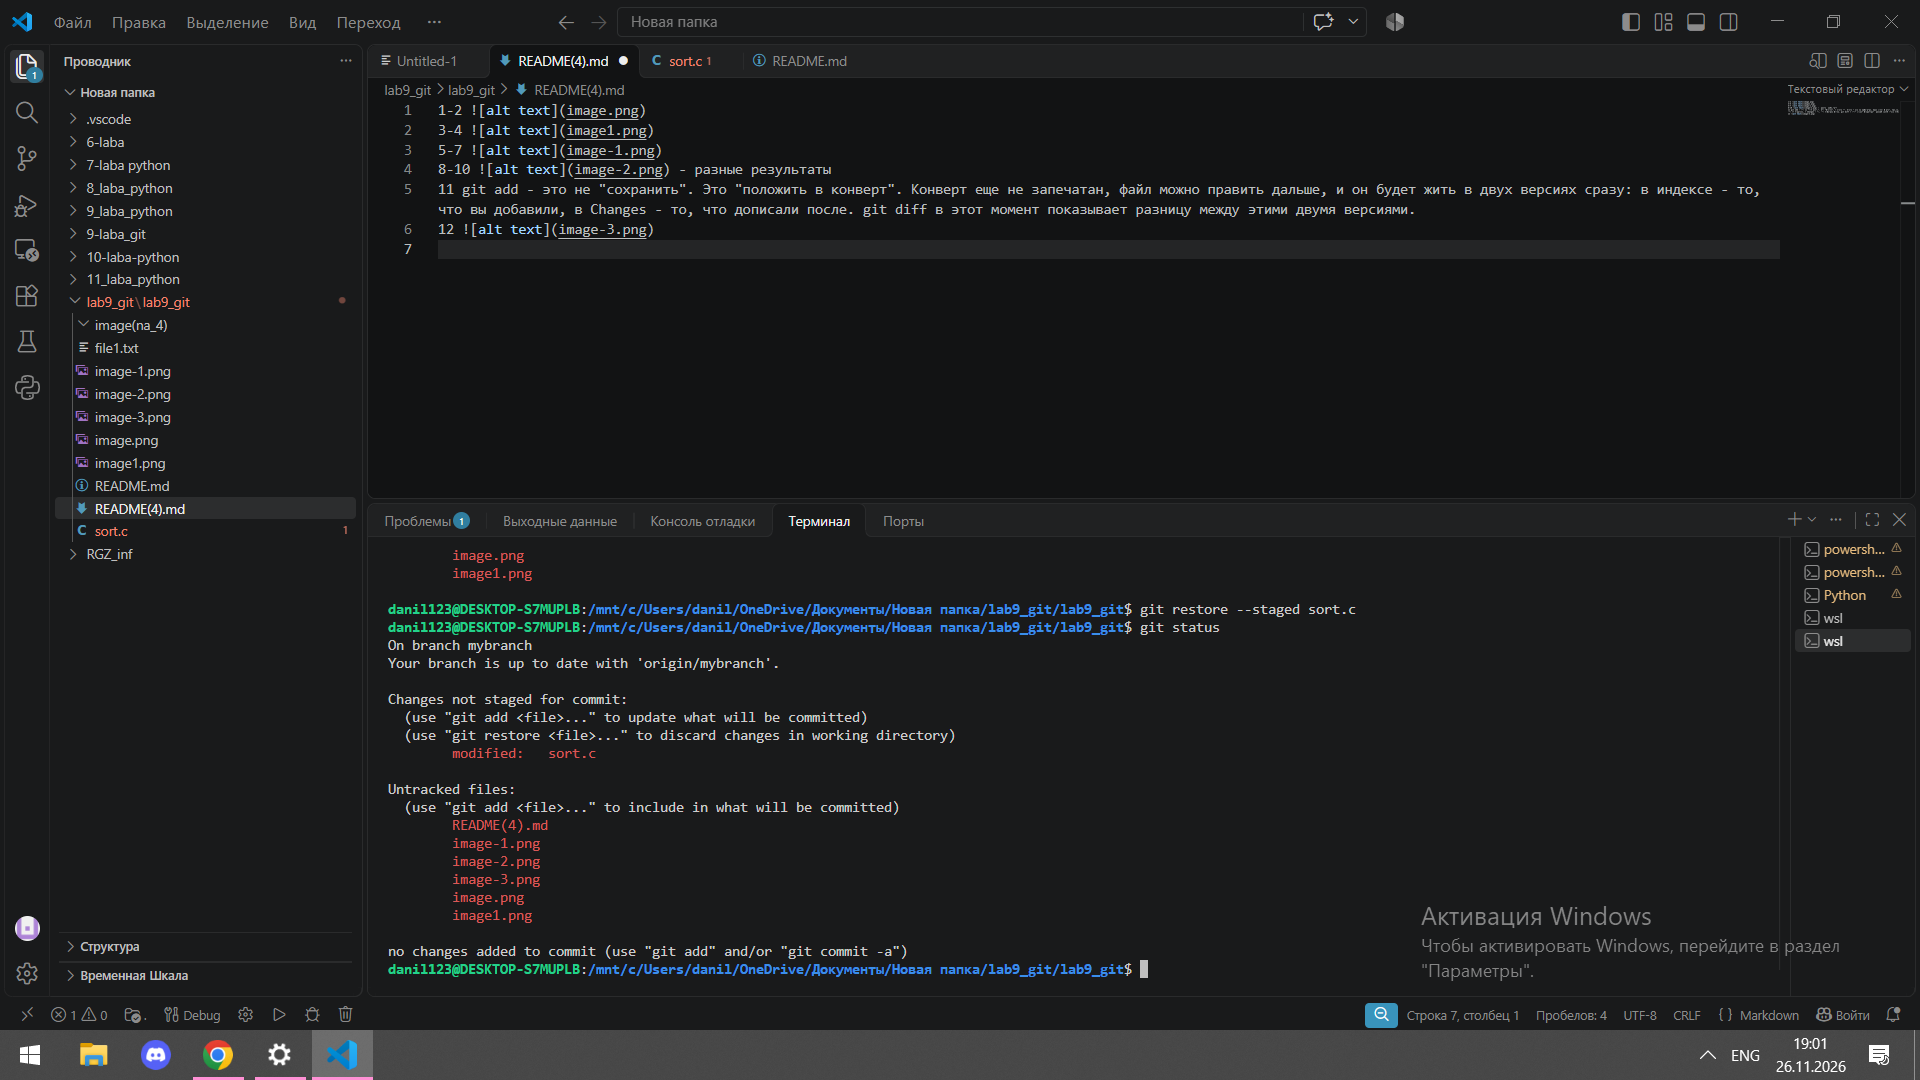 Файл Правка Выделение Вид Переход ··· Новая папка
Проводник ···
Новая папка
.vscode
6-laba
7-laba python
8_laba_python
9_laba_python
9-laba_git
10-laba-python
11_laba_python
lab9_git\lab9_git
image(na_4)
file1.txt
image-1.png
image-2.png
image-3.png
image.png
image1.png
README.md
README(4).md
sort.c 1
RGZ_inf
Структура
Временная Шкала
1
Untitled-1 README(4).md sort.c 1 README.md
lab9_git > lab9_git > README(4).md
Текстовый редактор
1 1-2 ![alt text](image.png)
2 3-4 ![alt text](image1.png)
3 5-7 ![alt text](image-1.png)
4 8-10 ![alt text](image-2.png) - разные результаты
5 11 git add - это не "сохранить". Это "положить в конверт". Конверт еще не запечатан, файл можно править дальше, и он будет жить в двух версиях сразу: в индексе - то,
что вы добавили, в Changes - то, что дописали после. git diff в этот момент показывает разницу между этими двумя версиями.
6 12 ![alt text](image-3.png)
7
Проблемы 1 Выходные данные Консоль отладки Терминал Порты
image.png
image1.png
danil123@DESKTOP-S7MUPLB:/mnt/c/Users/danil/OneDrive/Документы/Новая папка/lab9_git/lab9_git$ git restore --staged sort.c
danil123@DESKTOP-S7MUPLB:/mnt/c/Users/danil/OneDrive/Документы/Новая папка/lab9_git/lab9_git$ git status
On branch mybranch
Your branch is up to date with 'origin/mybranch'.
Changes not staged for commit:
(use "git add <file>..." to update what will be committed)
(use "git restore <file>..." to discard changes in working directory)
modified:   sort.c
Untracked files:
(use "git add <file>..." to include in what will be committed)
README(4).md
image-1.png
image-2.png
image-3.png
image.png
image1.png
no changes added to commit (use "git add" and/or "git commit -a")
danil123@DESKTOP-S7MUPLB:/mnt/c/Users/danil/OneDrive/Документы/Новая папка/lab9_git/lab9_git$
powersh...
powersh...
Python
wsl
wsl
Активация Windows
Чтобы активировать Windows, перейдите в раздел
"Параметры".
1 0 Debug Строка 7, столбец 1 Пробелов: 4 UTF-8 CRLF { } Markdown Войти
ENG
19:01
26.11.2026